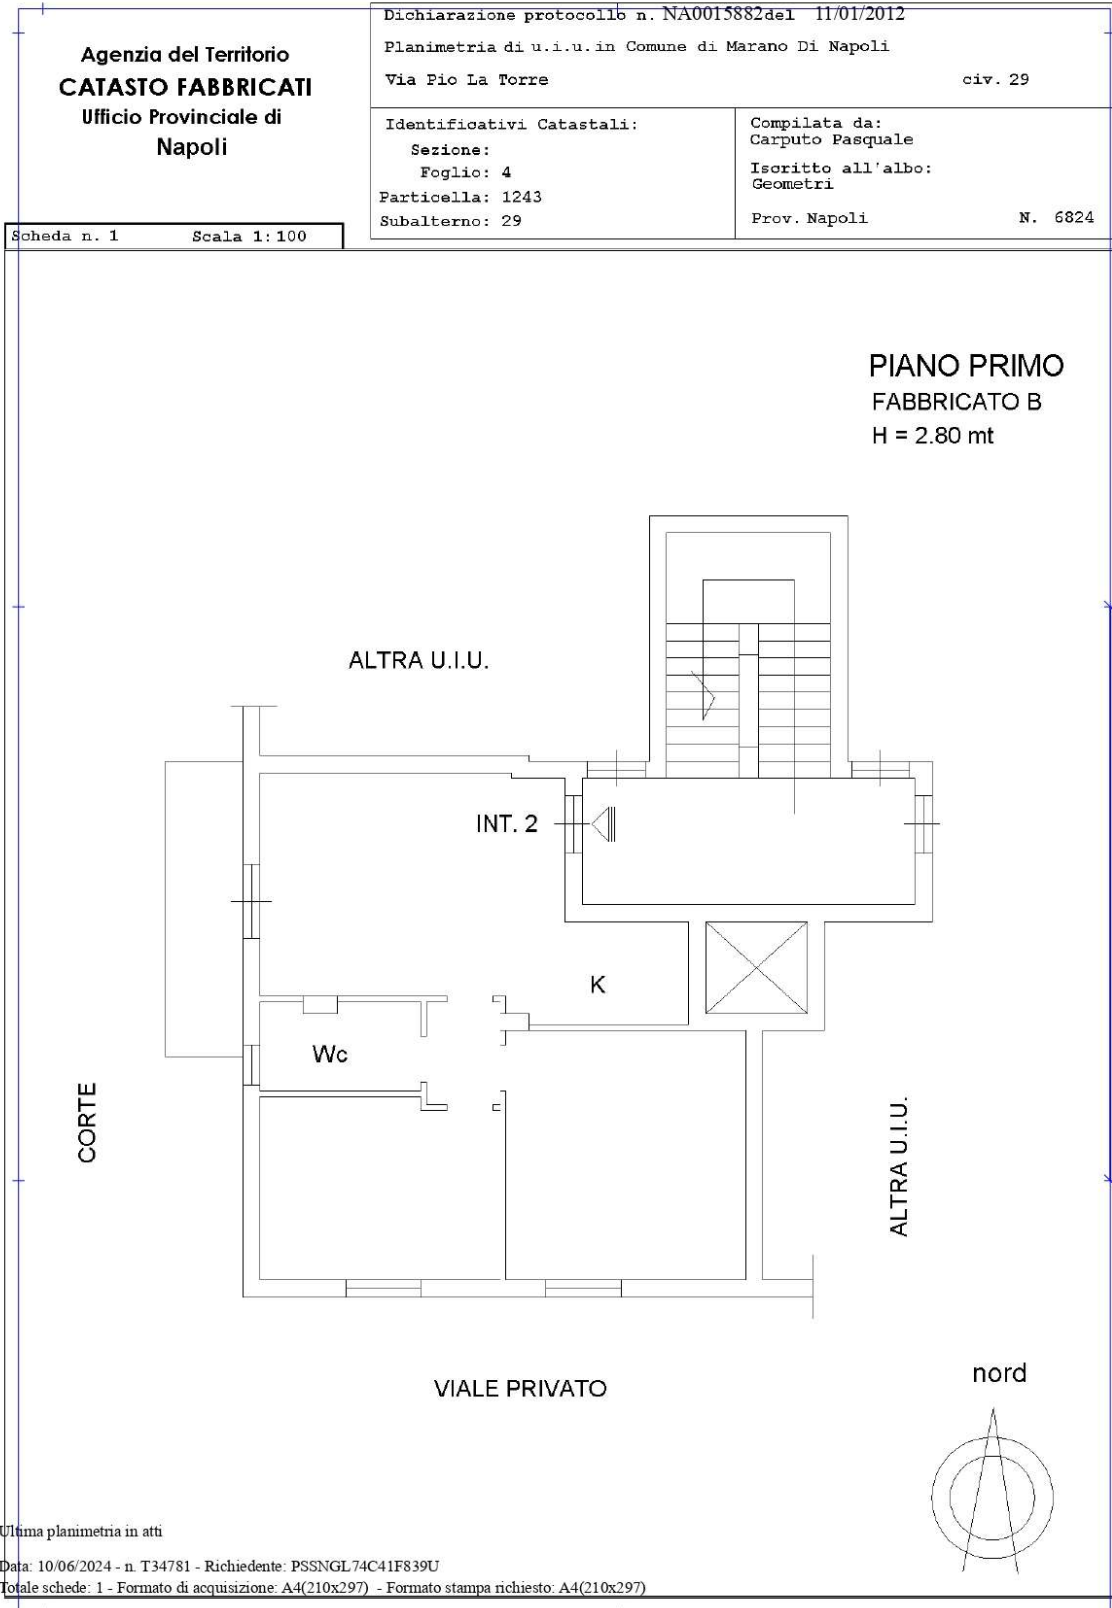 Agenzia del Territorio
CATASTO FABBRICATI
Ufficio Provinciale di
Napoli
Scheda n. 1 Scala 1:100
Dichiarazione protocollo n. NA0015882 del 11/01/2012
Planimetria di u.i.u. in Comune di Marano Di Napoli
Via Pio La Torre civ. 29
Identificativi Catastali:
Sezione:
Foglio: 4
Particella: 1243
Subalterno: 29
Compilata da:
Carputo Pasquale
Iscritto all'albo:
Geometri
Prov. Napoli N. 6824
PIANO PRIMO
FABBRICATO B
H = 2.80 mt
ALTRA U.I.U.
INT. 2
K
Wc
CORTE
ALTRA U.I.U.
VIALE PRIVATO
nord
Ultima planimetria in atti
Data: 10/06/2024 - n. T34781 - Richiedente: PSSNGL74C41F839U
Totale schede: 1 - Formato di acquisizione: A4(210x297) - Formato stampa richiesto: A4(210x297)